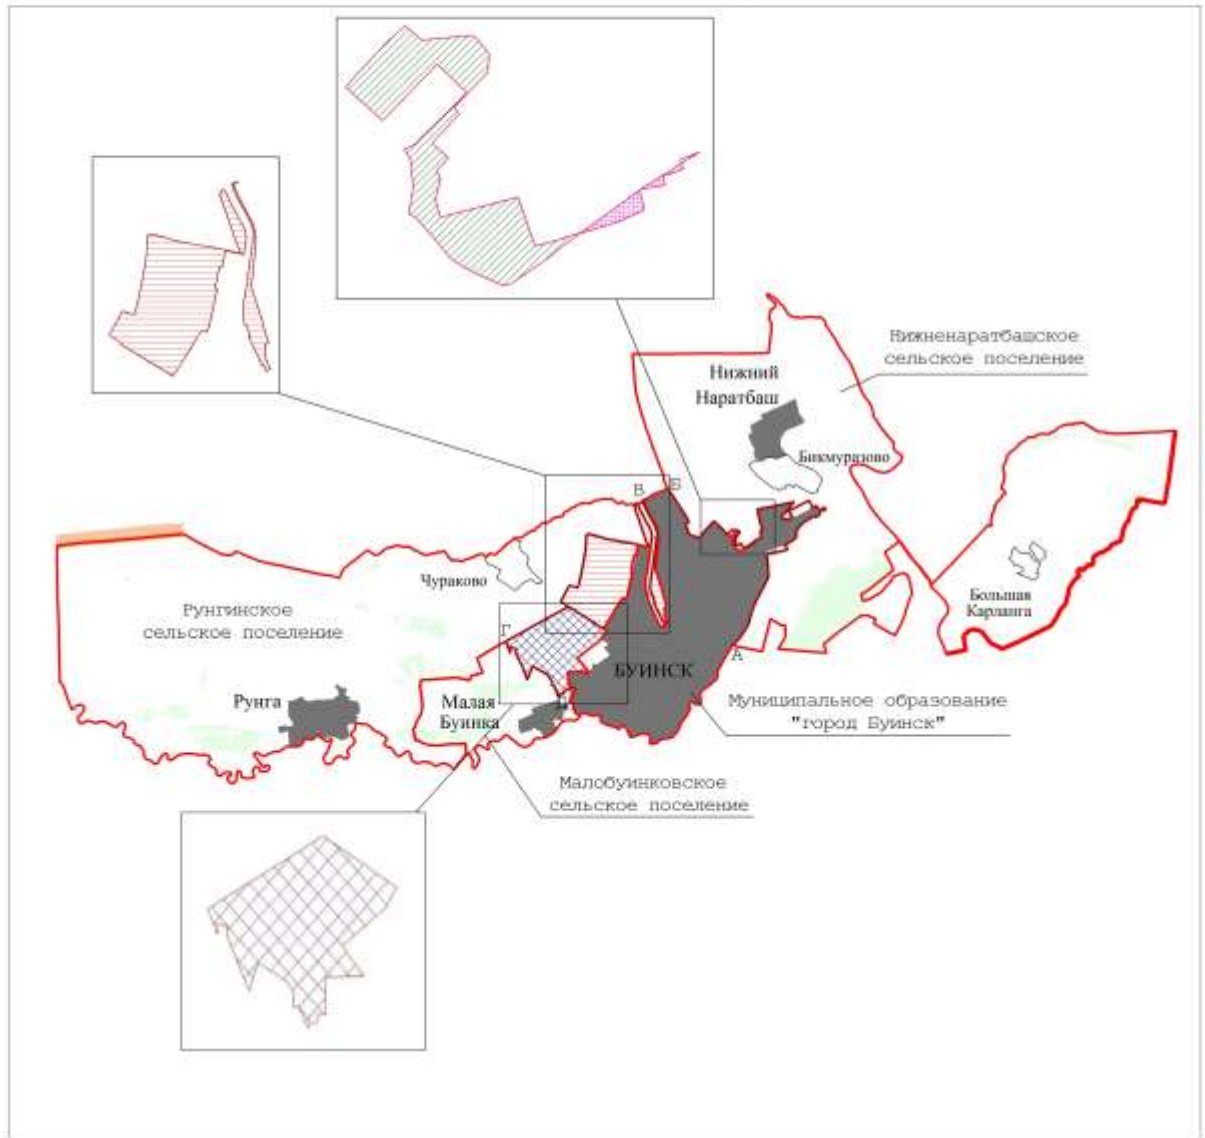 Нижненаратбашское
сельское поселение
Нижний
Наратбаш
Бикмуразово
В
Б
Чураково
Большая
Карланга
Рунгинское
сельское поселение
Г
БУИНСК
А
Рунга
Малая
Буинка
Муниципальное образование
"город Буинск"
Малобуинковское
сельское поселение